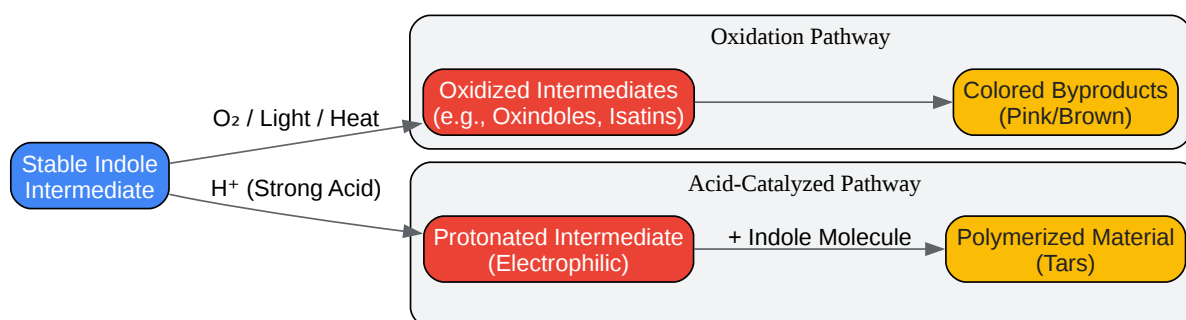 Oxidation Pathway
Oxidized Intermediates
(e.g., Oxindoles, Isatins)
Colored Byproducts
(Pink/Brown)
O₂ / Light / Heat
Stable Indole
Intermediate
H⁺ (Strong Acid)
Acid-Catalyzed Pathway
Protonated Intermediate
(Electrophilic)
+ Indole Molecule
Polymerized Material
(Tars)